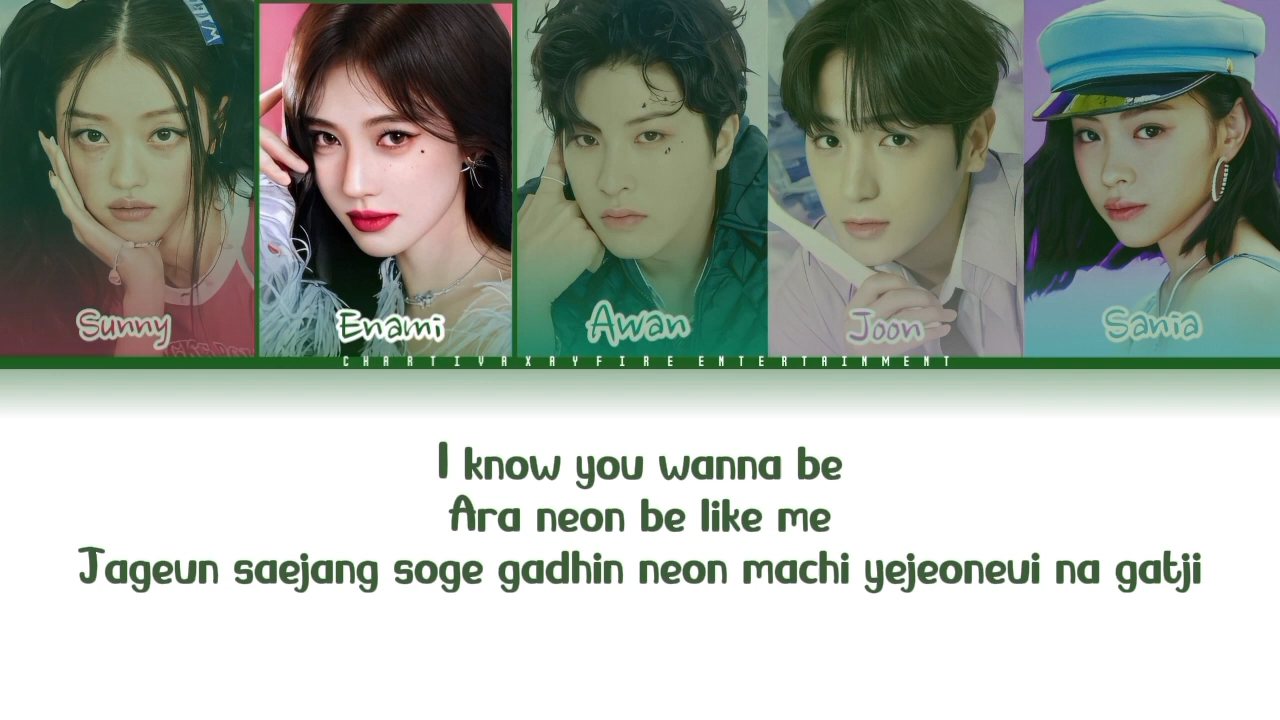 Sunny
Enami
Awan
Joon
Sania
CHARTIVAXAYFIRE ENTERTAINMENT
I know you wanna be
Ara neon be like me
Jageun saejang soge gadhin neon machi yejeoneui na gatji